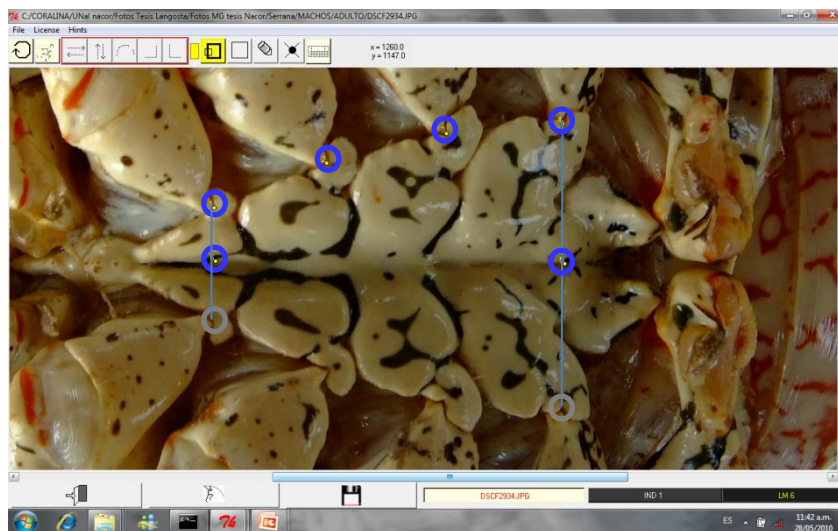 C:/CORALINA/UNal nacor/Fotos Tesis Langosta/Fotos MG tesis Nacor/Serrana/MACHOS/ADULTO/DSCF2934.JPG
File License Hints
x = 1260.0
y = 1147.0
DSCF2934.JPG IND 1 LM 6
ES 11:42 a.m.
28/05/2010